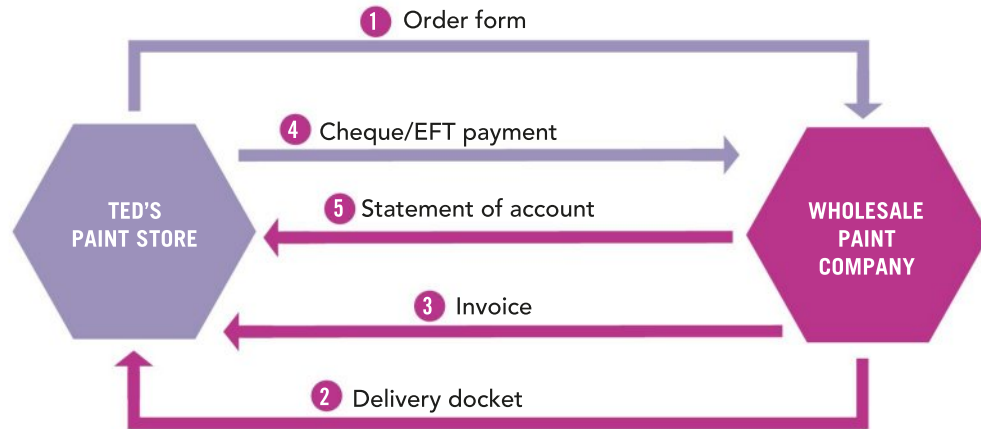 1 Order form
4 Cheque/EFT payment
5 Statement of account
3 Invoice
2 Delivery docket
TED'S
PAINT STORE
WHOLESALE
PAINT
COMPANY